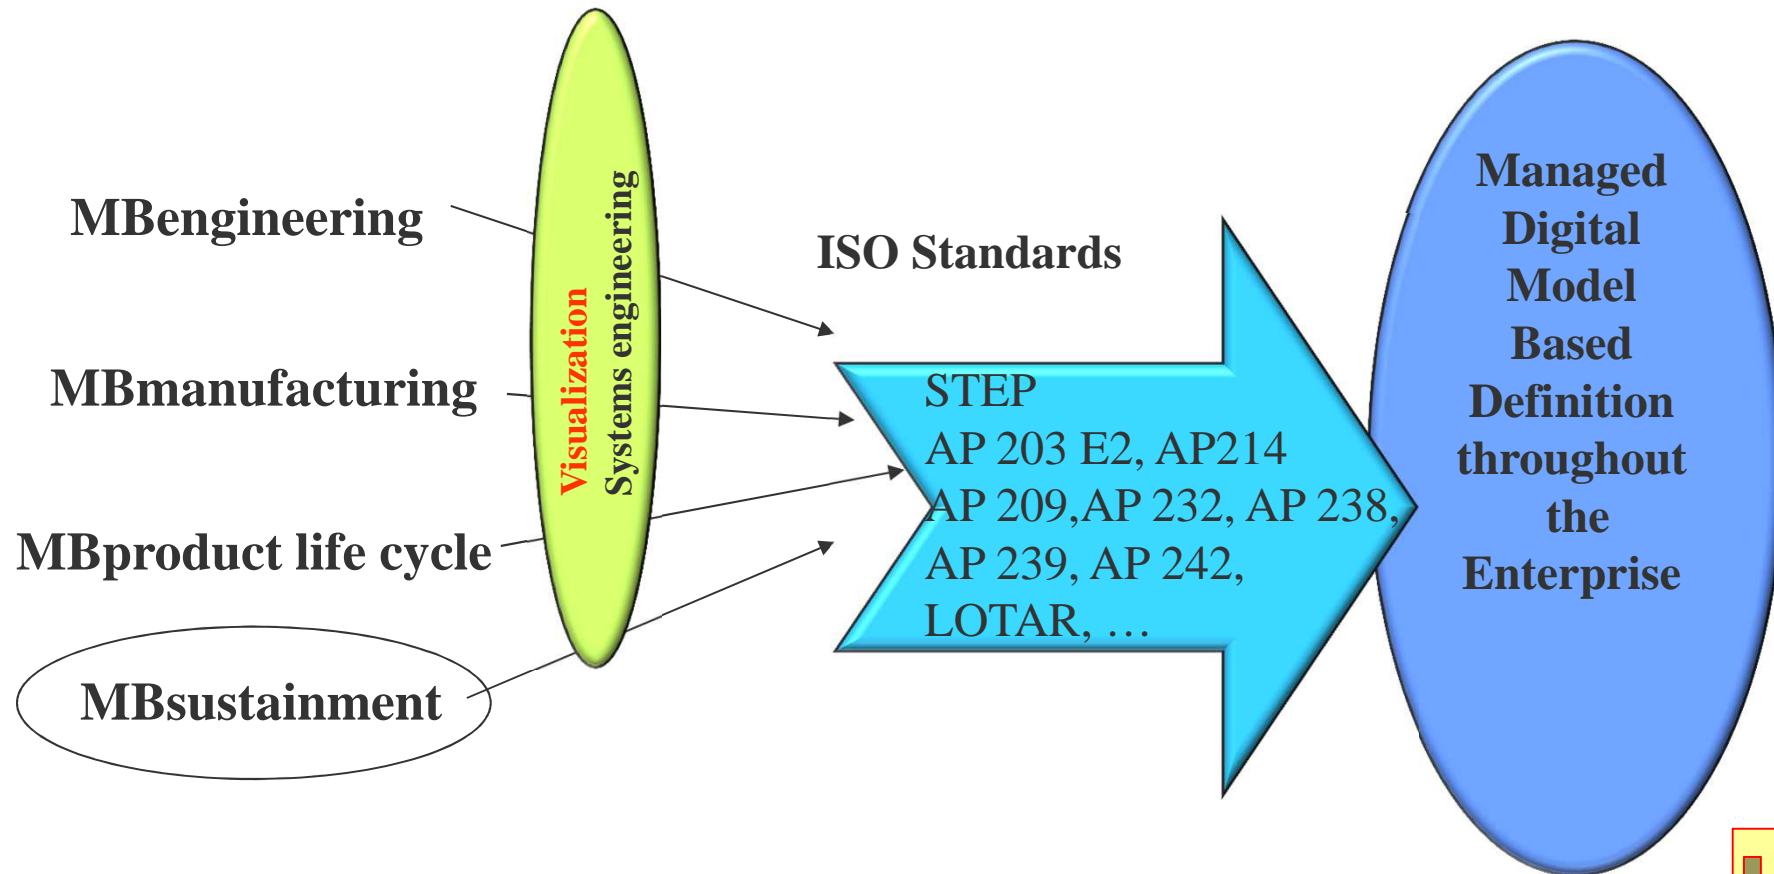 MBengineering
MBmanufacturing
MBproduct life cycle
MBsustainment
Visualization
Systems engineering
ISO Standards
STEP
AP 203 E2, AP214
AP 209,AP 232, AP 238,
AP 239, AP 242,
LOTAR, …
Managed
Digital
Model
Based
Definition
throughout
the
Enterprise